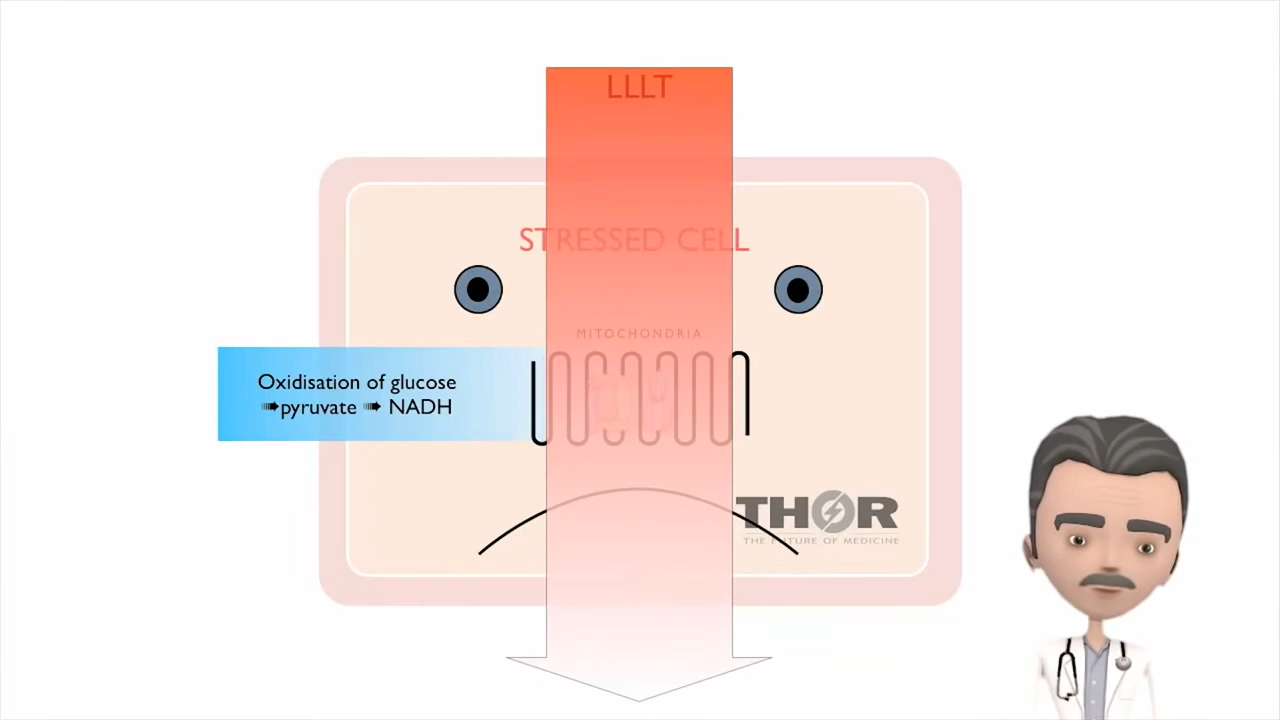 LLLT
STRESSED CELL
MITOCHONDRIA
Oxidisation of glucose
➠pyruvate ➠ NADH
THOR
THE FUTURE OF MEDICINE